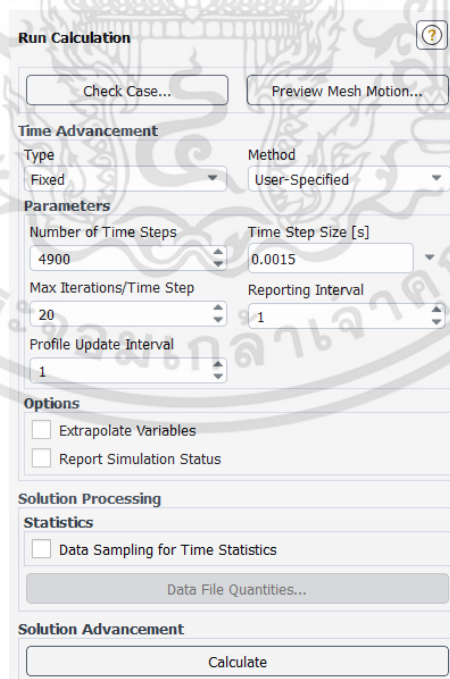 Run Calculation
?
Check Case...
Preview Mesh Motion...
Time Advancement
Type
Method
Fixed
User-Specified
Parameters
Number of Time Steps
Time Step Size [s]
4900
0.0015
Max Iterations/Time Step
Reporting Interval
20
1
Profile Update Interval
1
Options
Extrapolate Variables
Report Simulation Status
Solution Processing
Statistics
Data Sampling for Time Statistics
Data File Quantities...
Solution Advancement
Calculate